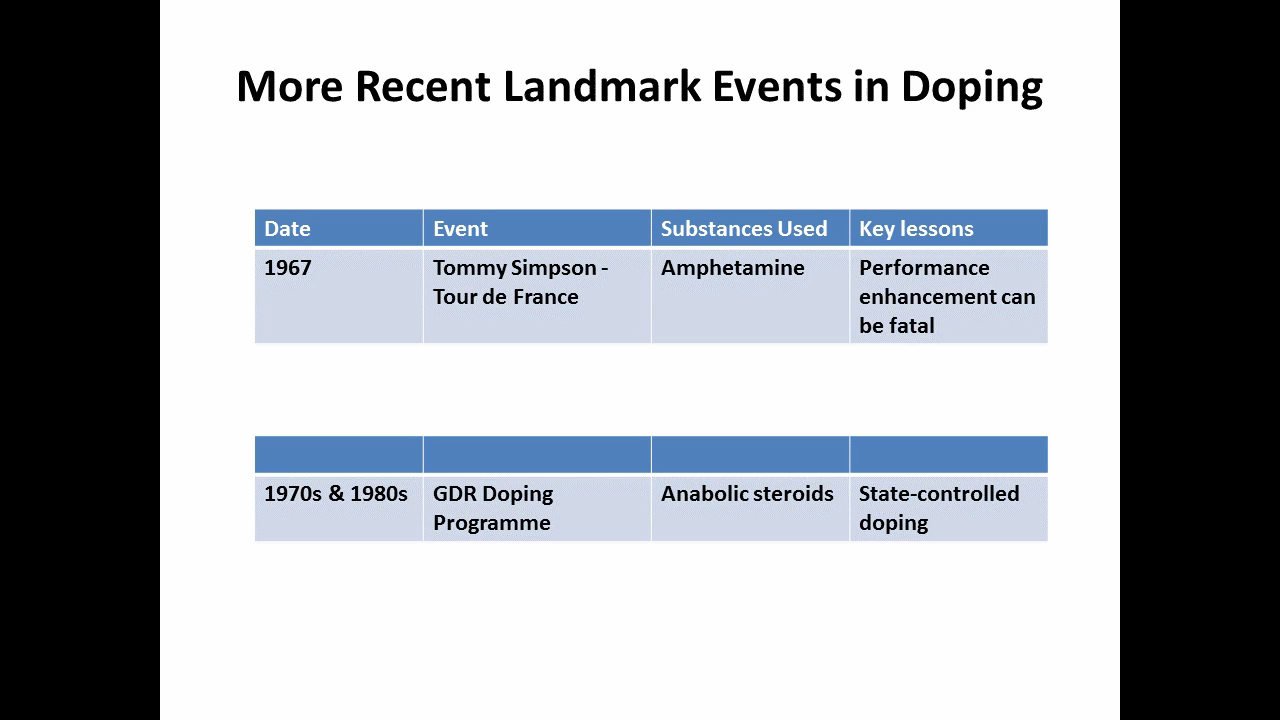 More Recent Landmark Events in Doping
Date Event Substances Used Key lessons
1967 Tommy Simpson - Amphetamine Performance
Tour de France enhancement can
be fatal
1970s & 1980s GDR Doping Anabolic steroids State-controlled
Programme doping